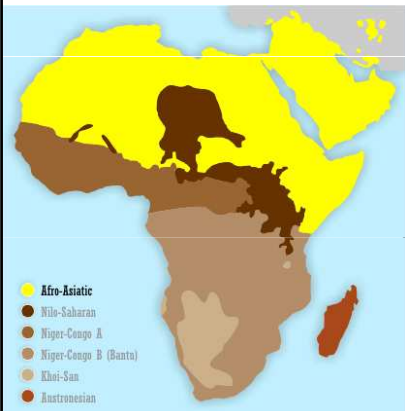 Afro-Asiatic
Nilo-Saharan
Niger-Congo A
Niger-Congo B (Bantu)
Khoi-San
Austronesian